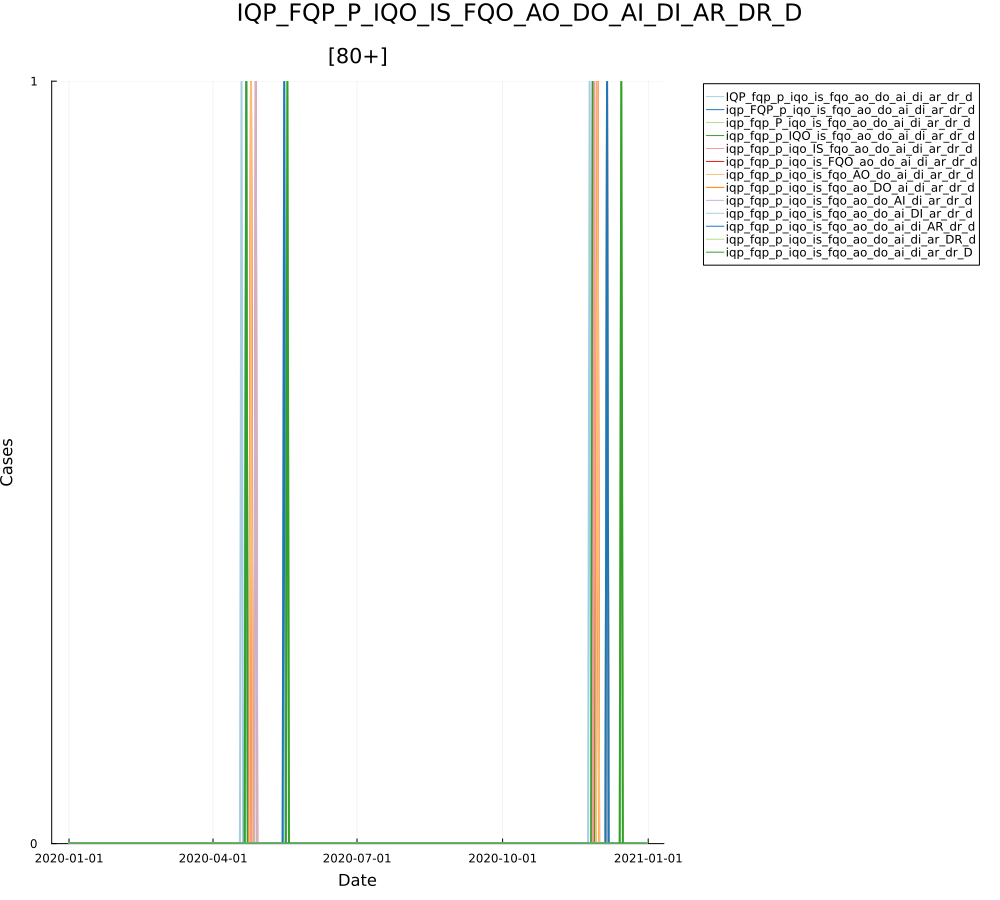 IQP_FQP_P_IQO_IS_FQO_AO_DO_AI_DI_AR_DR_D
[80+]
1
0
Cases
2020-01-01 2020-04-01 2020-07-01 2020-10-01 2021-01-01
Date
IQP_fqp_p_iqo_is_fqo_ao_do_ai_di_ar_dr_d
iqp_FQP_p_iqo_is_fqo_ao_do_ai_di_ar_dr_d
iqp_fqp_P_iqo_is_fqo_ao_do_ai_di_ar_dr_d
iqp_fqp_p_IQO_is_fqo_ao_do_ai_di_ar_dr_d
iqp_fqp_p_iqo_IS_fqo_ao_do_ai_di_ar_dr_d
iqp_fqp_p_iqo_is_FQO_ao_do_ai_di_ar_dr_d
iqp_fqp_p_iqo_is_fqo_AO_do_ai_di_ar_dr_d
iqp_fqp_p_iqo_is_fqo_ao_DO_ai_di_ar_dr_d
iqp_fqp_p_iqo_is_fqo_ao_do_AI_di_ar_dr_d
iqp_fqp_p_iqo_is_fqo_ao_do_ai_DI_ar_dr_d
iqp_fqp_p_iqo_is_fqo_ao_do_ai_di_AR_dr_d
iqp_fqp_p_iqo_is_fqo_ao_do_ai_di_ar_DR_d
iqp_fqp_p_iqo_is_fqo_ao_do_ai_di_ar_dr_D